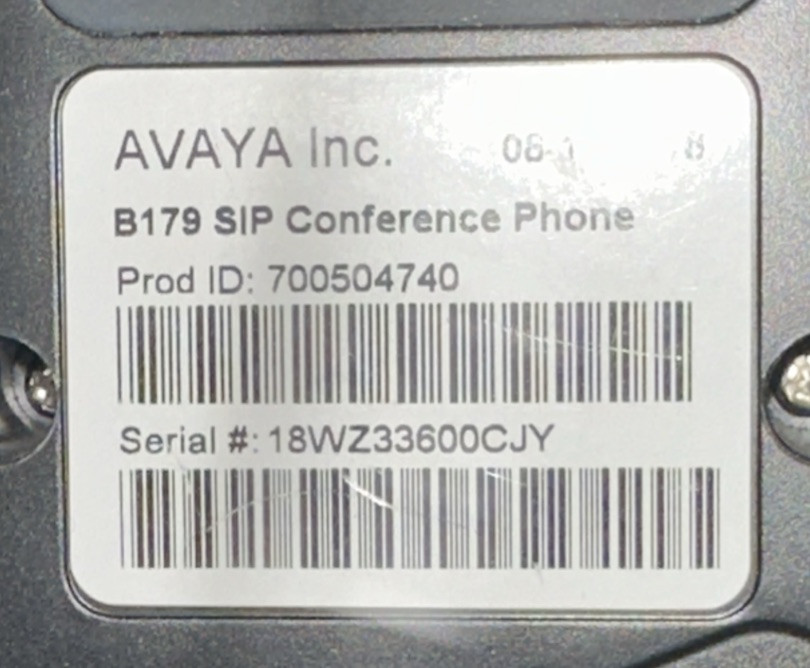 AVAYA Inc.
B179 SIP Conference Phone
Prod ID: 700504740
Serial #: 18WZ33600CJY